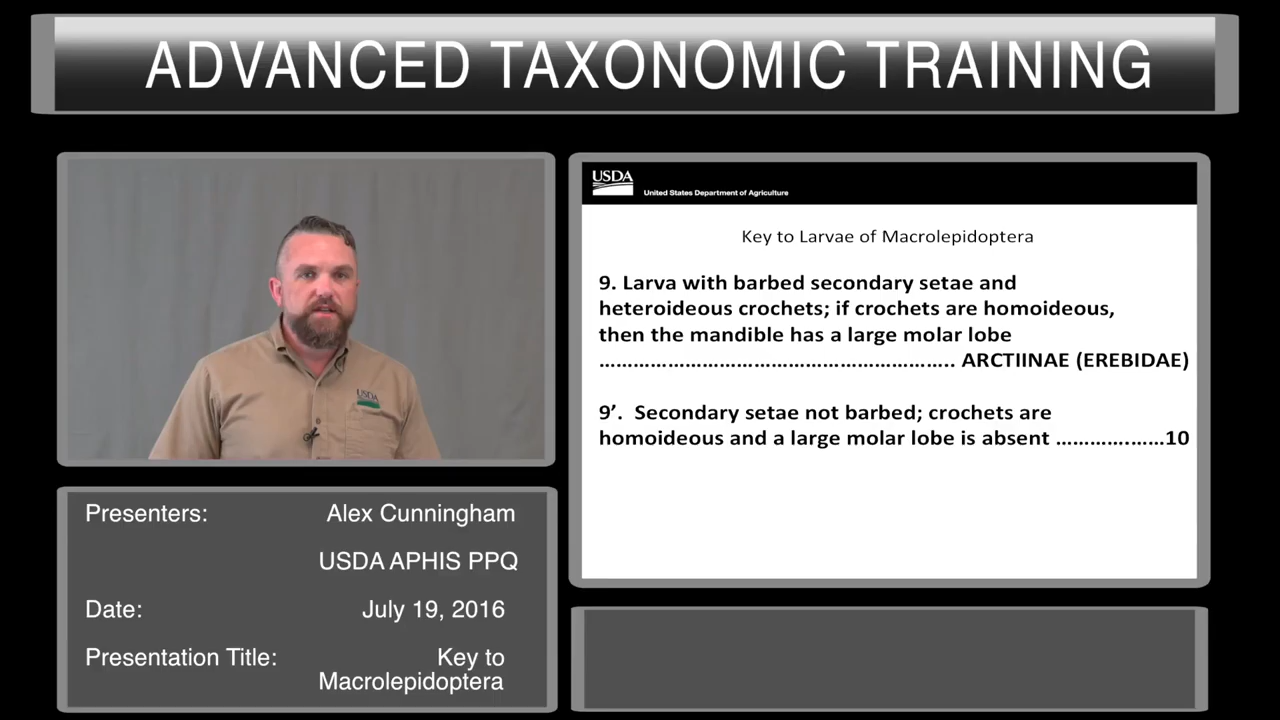 ADVANCED TAXONOMIC TRAINING
USDA
USDA
United States Department of Agriculture
Key to Larvae of Macrolepidoptera
9. Larva with barbed secondary setae and
heteroideous crochets; if crochets are homoideous,
then the mandible has a large molar lobe
………………………………………………….. ARCTIINAE (EREBIDAE)
9′. Secondary setae not barbed; crochets are
homoideous and a large molar lobe is absent ………….……10
Presenters: Alex Cunningham
USDA APHIS PPQ
Date: July 19, 2016
Presentation Title: Key to
Macrolepidoptera